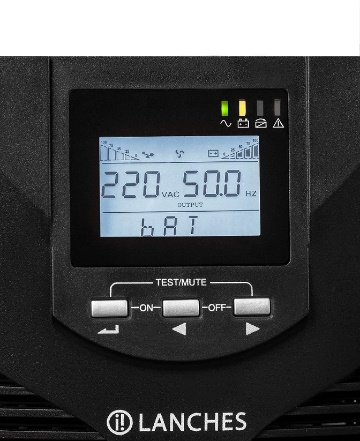 220 VAC 50.0 HZ
OUTPUT
bAT
TEST/MUTE
ON OFF
LANCHES